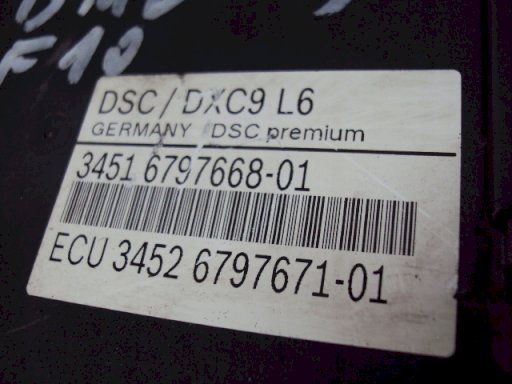 F10
DSC / DXC9 L6
GERMANY DSC premium
3451 6797668-01
ECU 3452 6797671-01